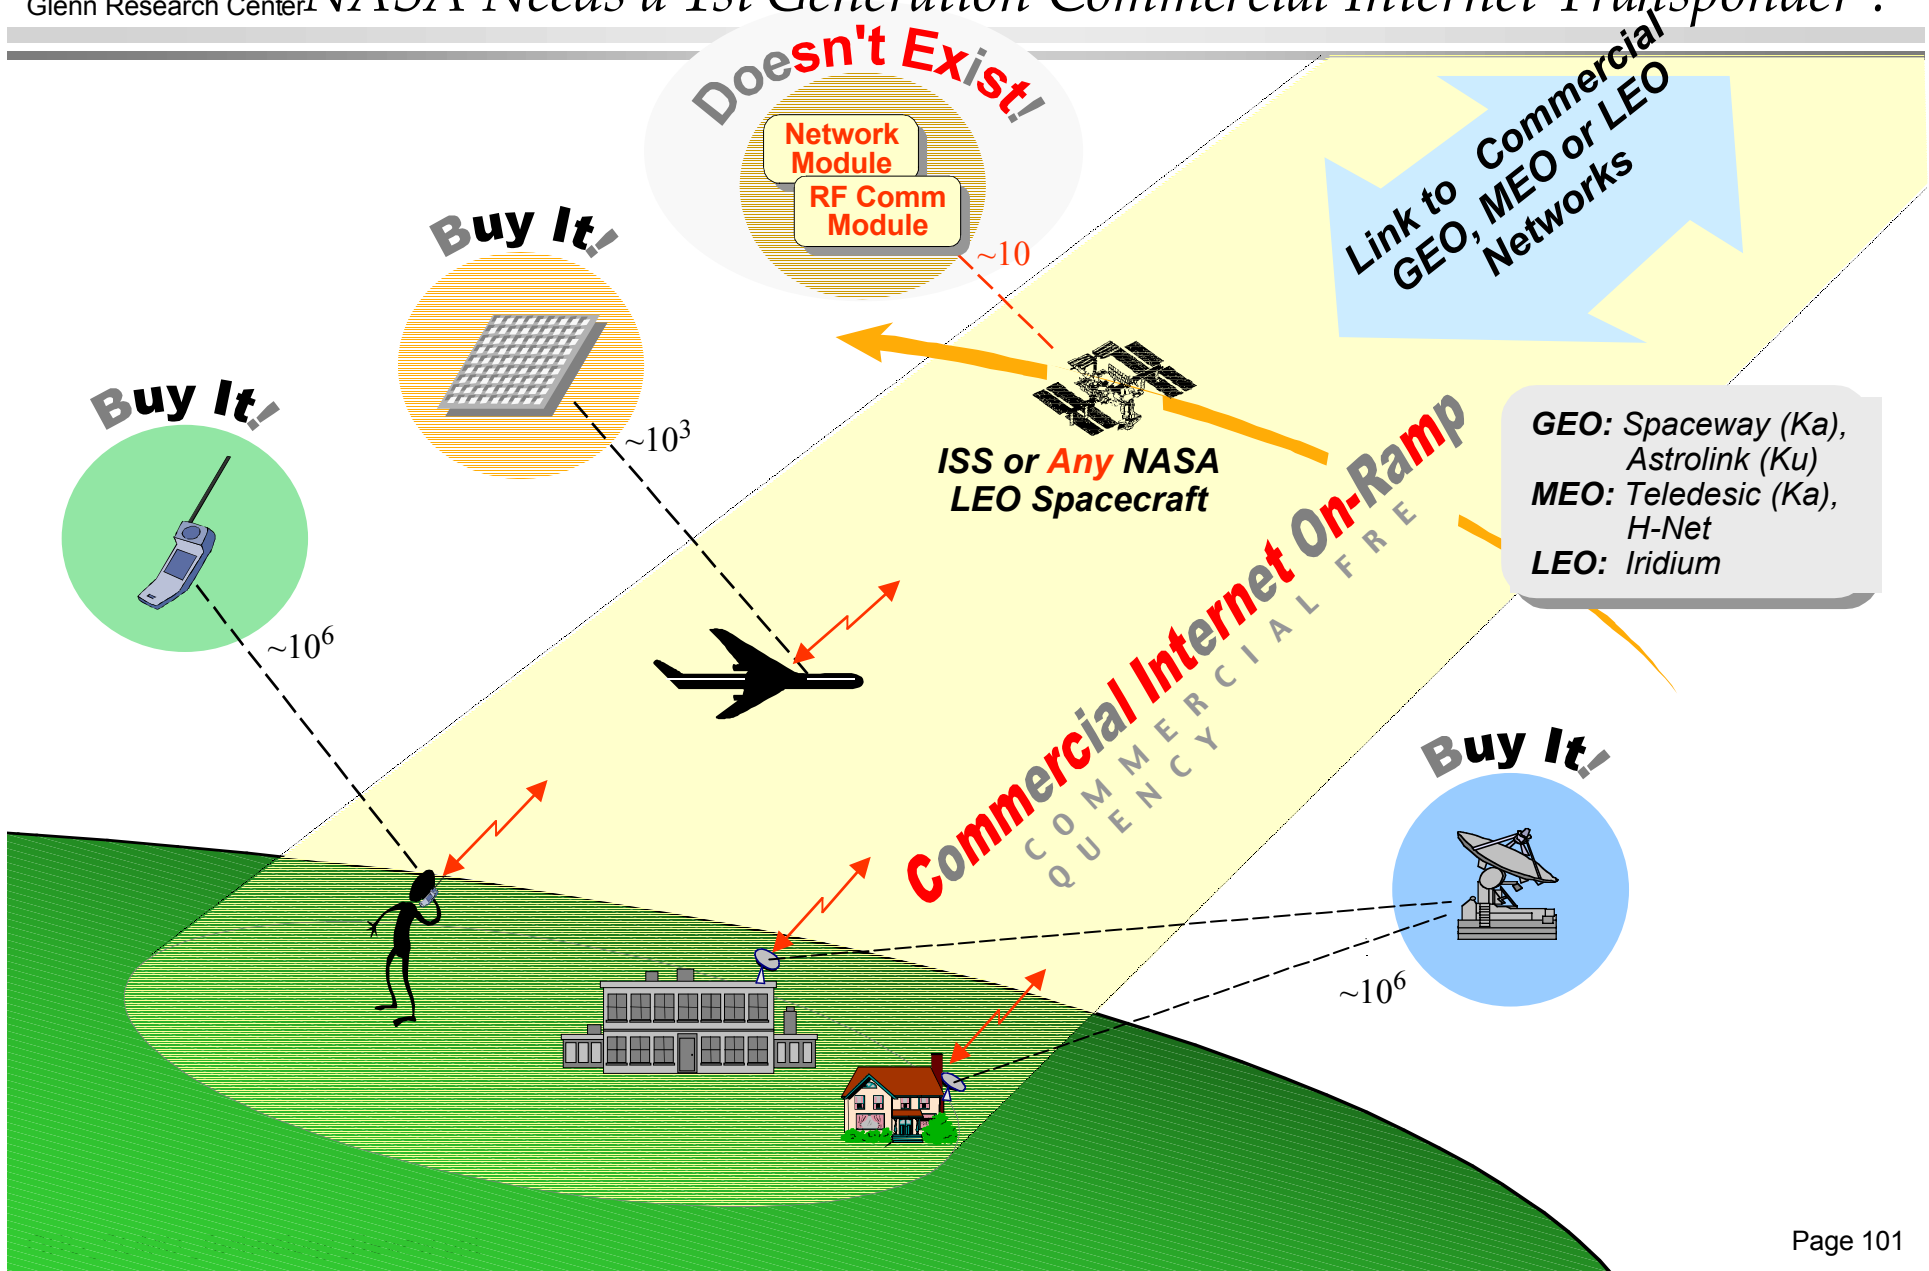 Glenn Research Center
NASA Needs a 1st Generation Commercial Internet Transponder !
Doesn't Exist!
Network
Module
RF Comm
Module
~10
Link to Commercial
GEO, MEO or LEO
Networks
Buy It!
~10³
Buy It!
~10⁶
ISS or Any NASA
LEO Spacecraft
GEO: Spaceway (Ka),
Astrolink (Ku)
MEO: Teledesic (Ka),
H-Net
LEO: Iridium
Commercial Internet On-Ramp
COMMERCIAL FRE
QUENCY
Buy It!
~10⁶
Page 101